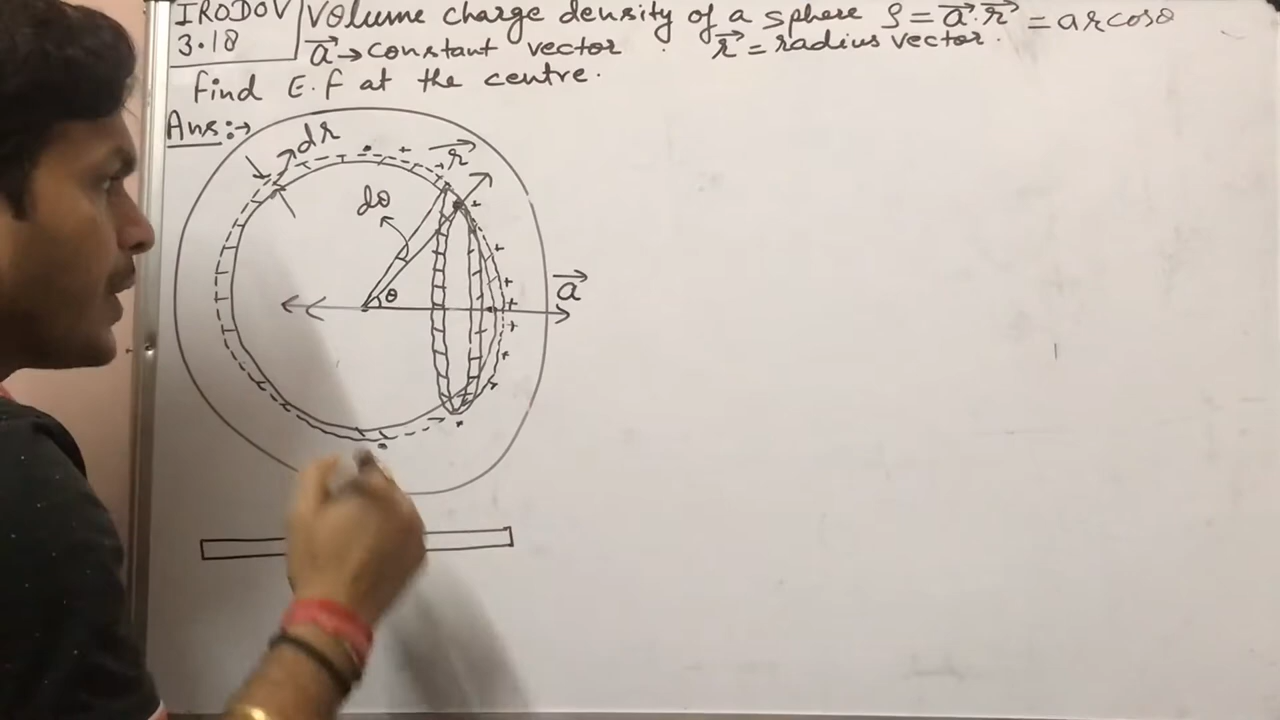 IRODOV Volume charge density of a sphere ρ = a⃗.r⃗ = ar cosθ
3.18 a⃗ → constant vector . r⃗ = radius vector.
find E.f at the centre.
Ans:→
dr
r⃗
dθ
θ
a⃗